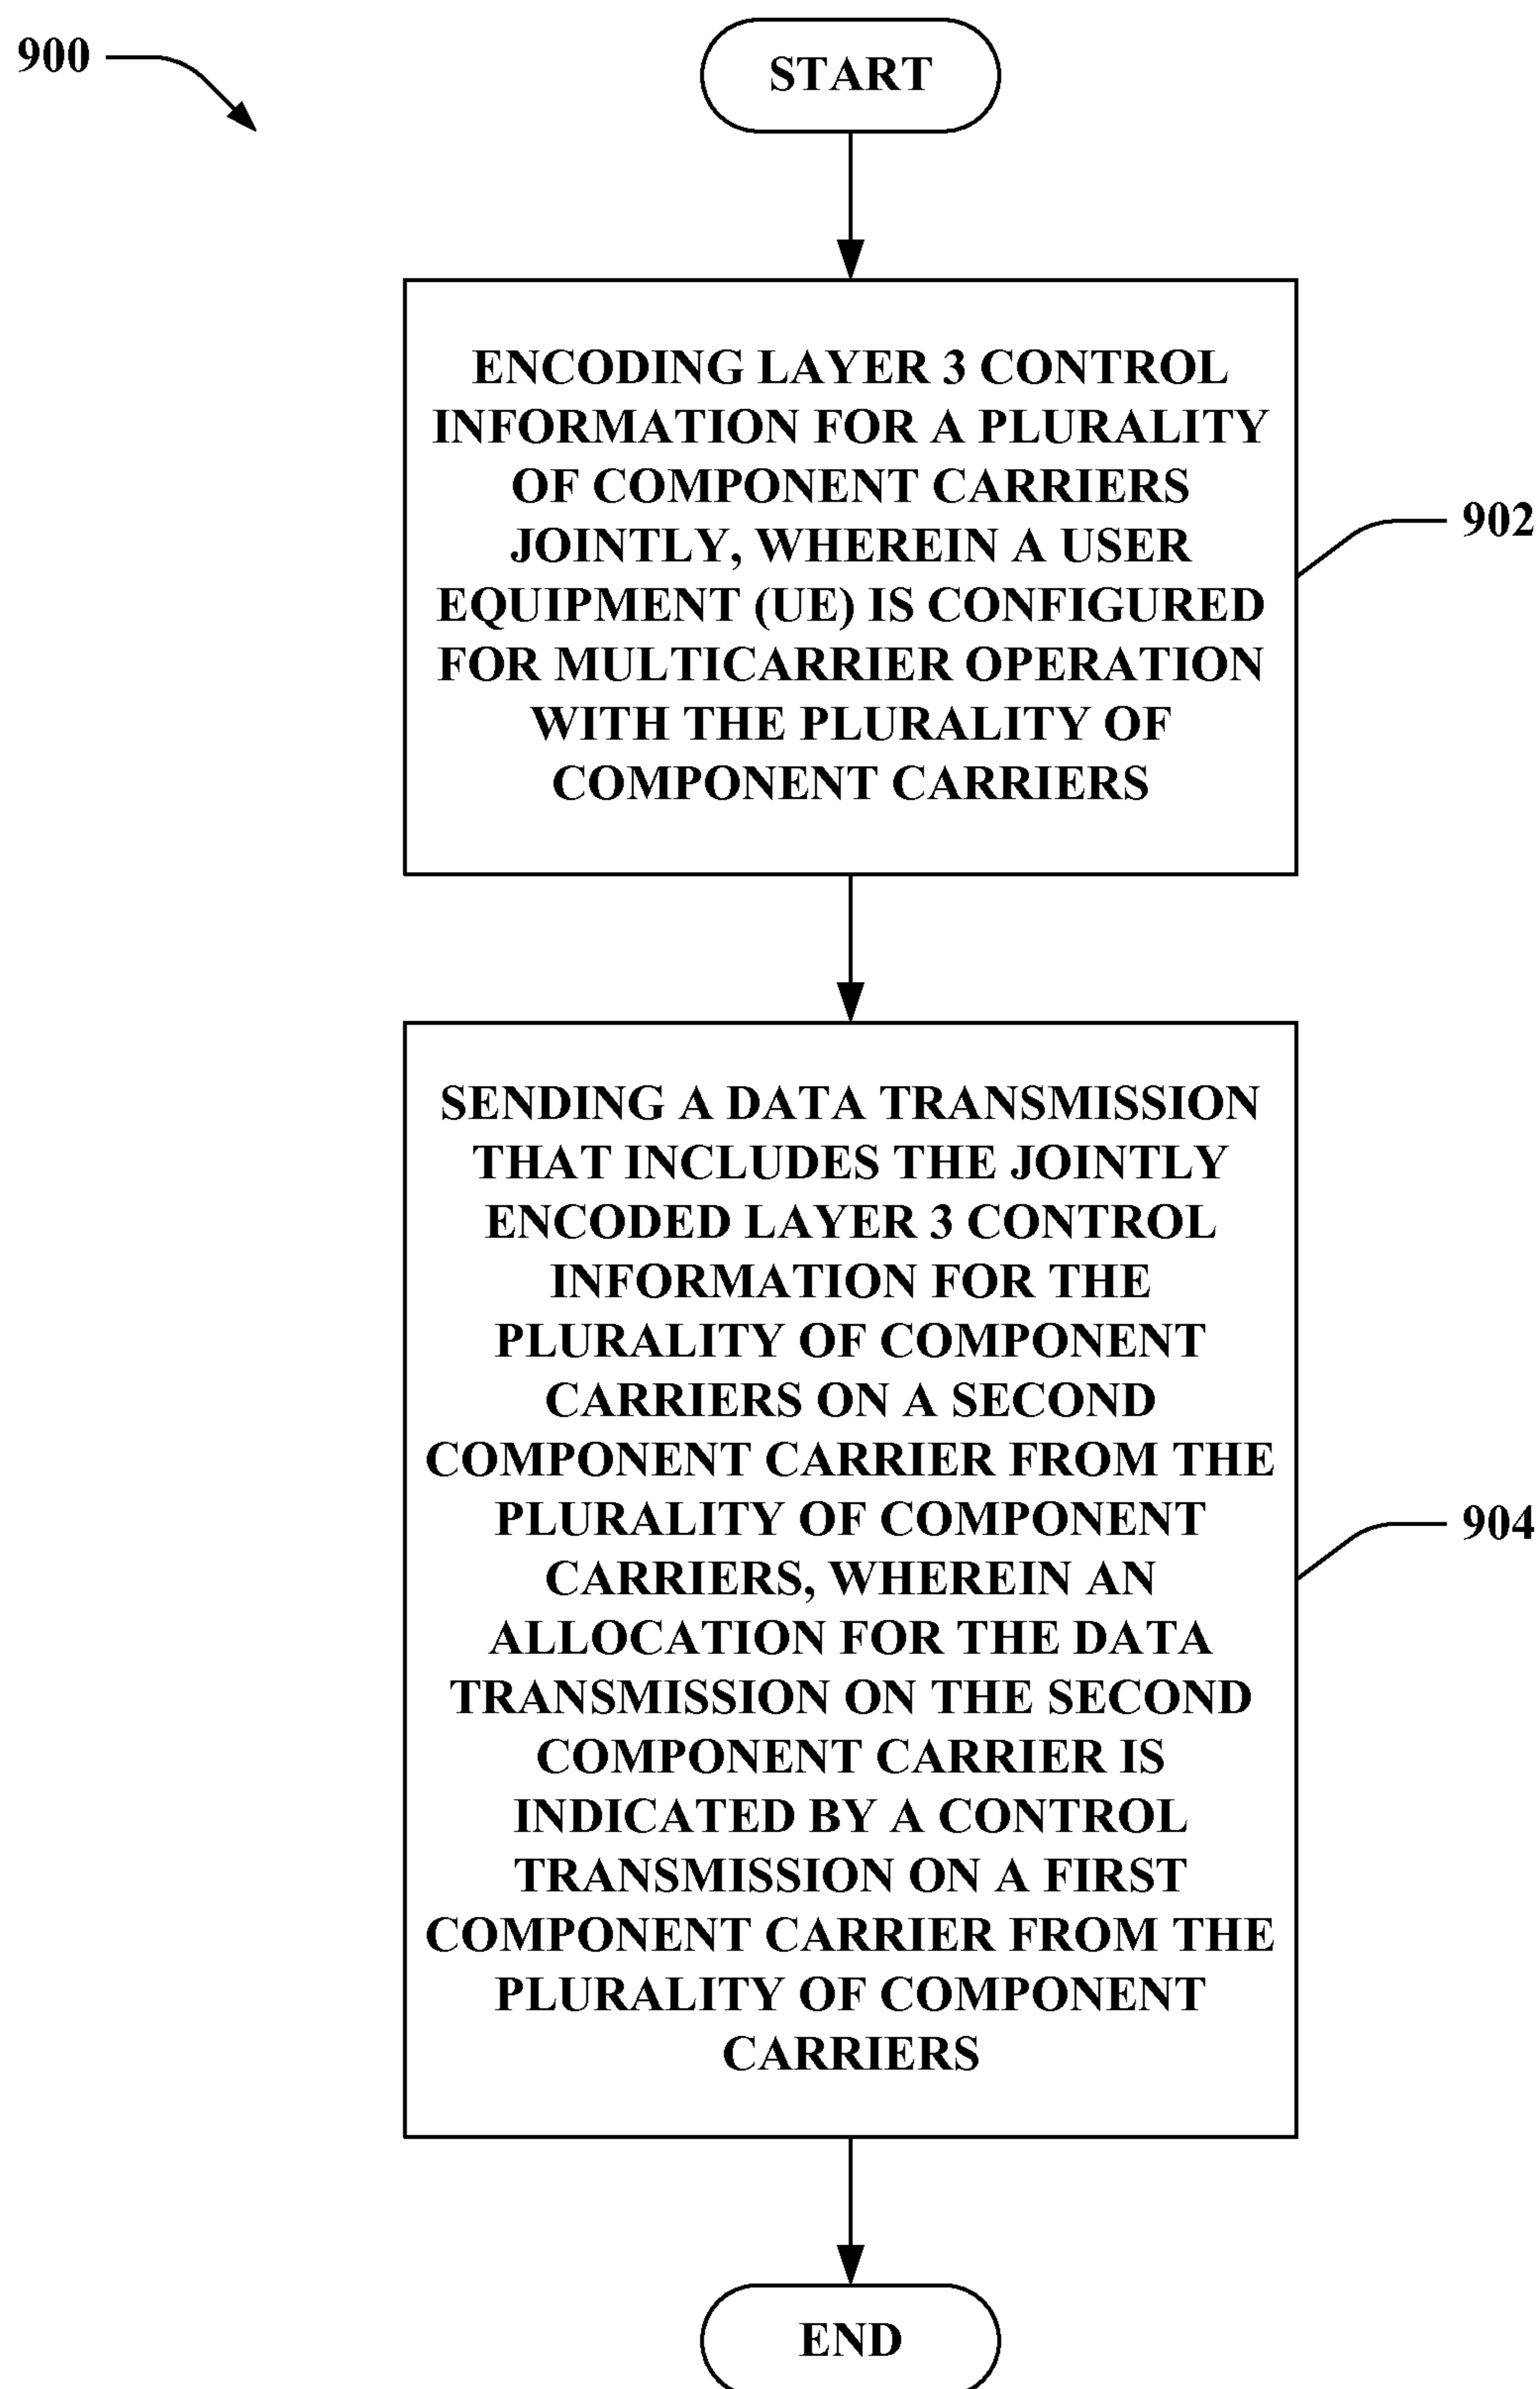 900
START
ENCODING LAYER 3 CONTROL
INFORMATION FOR A PLURALITY
OF COMPONENT CARRIERS
JOINTLY, WHEREIN A USER
EQUIPMENT (UE) IS CONFIGURED
FOR MULTICARRIER OPERATION
WITH THE PLURALITY OF
COMPONENT CARRIERS
902
SENDING A DATA TRANSMISSION
THAT INCLUDES THE JOINTLY
ENCODED LAYER 3 CONTROL
INFORMATION FOR THE
PLURALITY OF COMPONENT
CARRIERS ON A SECOND
COMPONENT CARRIER FROM THE
PLURALITY OF COMPONENT
CARRIERS, WHEREIN AN
ALLOCATION FOR THE DATA
TRANSMISSION ON THE SECOND
COMPONENT CARRIER IS
INDICATED BY A CONTROL
TRANSMISSION ON A FIRST
COMPONENT CARRIER FROM THE
PLURALITY OF COMPONENT
CARRIERS
904
END